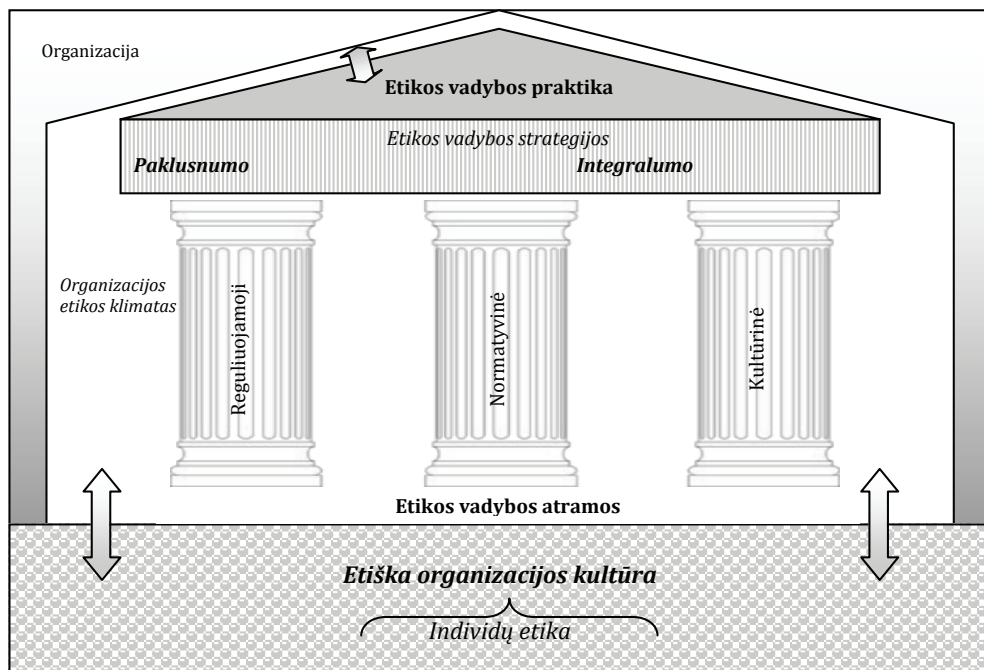 Organizacija
Etikos vadybos praktika
Etikos vadybos strategijos
Paklusnumo
Integralumo
Organizacijos
etikos klimatas
Reguliuojamoji
Normatyvinė
Kultūrinė
Etikos vadybos atramos
Etiška organizacijos kultūra
Individų etika